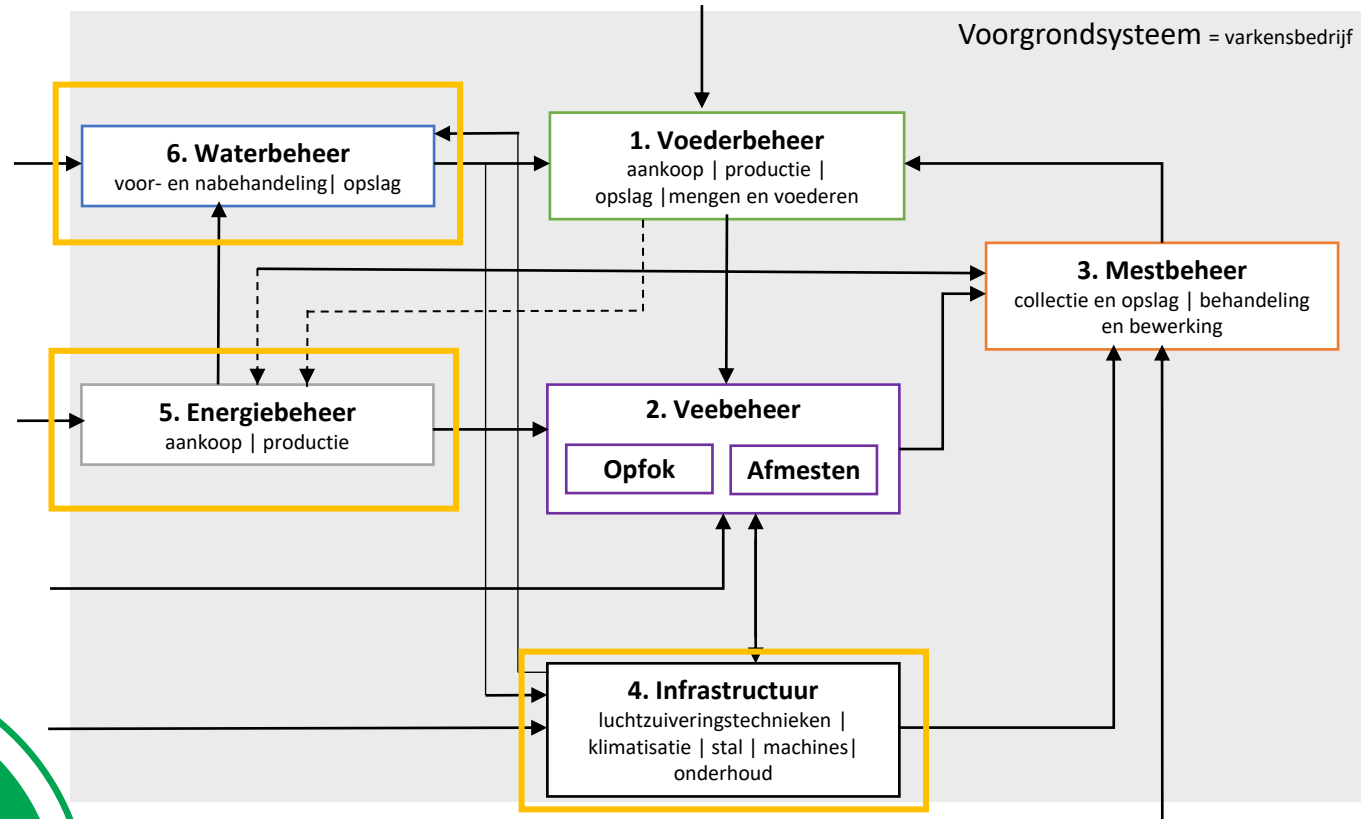 Voorgrondsysteem = varkensbedrijf
6. Waterbeheer
voor- en nabehandeling| opslag
1. Voederbeheer
aankoop | productie |
opslag |mengen en voederen
3. Mestbeheer
collectie en opslag | behandeling
en bewerking
5. Energiebeheer
aankoop | productie
2. Veebeheer
Opfok
Afmesten
4. Infrastructuur
luchtzuiveringstechnieken |
klimatisatie | stal | machines|
onderhoud